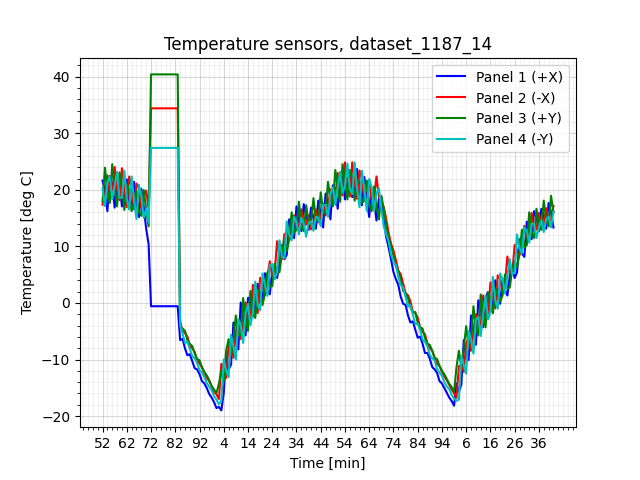 Temperature sensors, dataset_1187_14
Panel 1 (+X)
Panel 2 (-X)
Panel 3 (+Y)
Panel 4 (-Y)
Temperature [deg C]
40
30
20
10
0
−10
−20
52 62 72 82 92 4 14 24 34 44 54 64 74 84 94 6 16 26 36
Time [min]